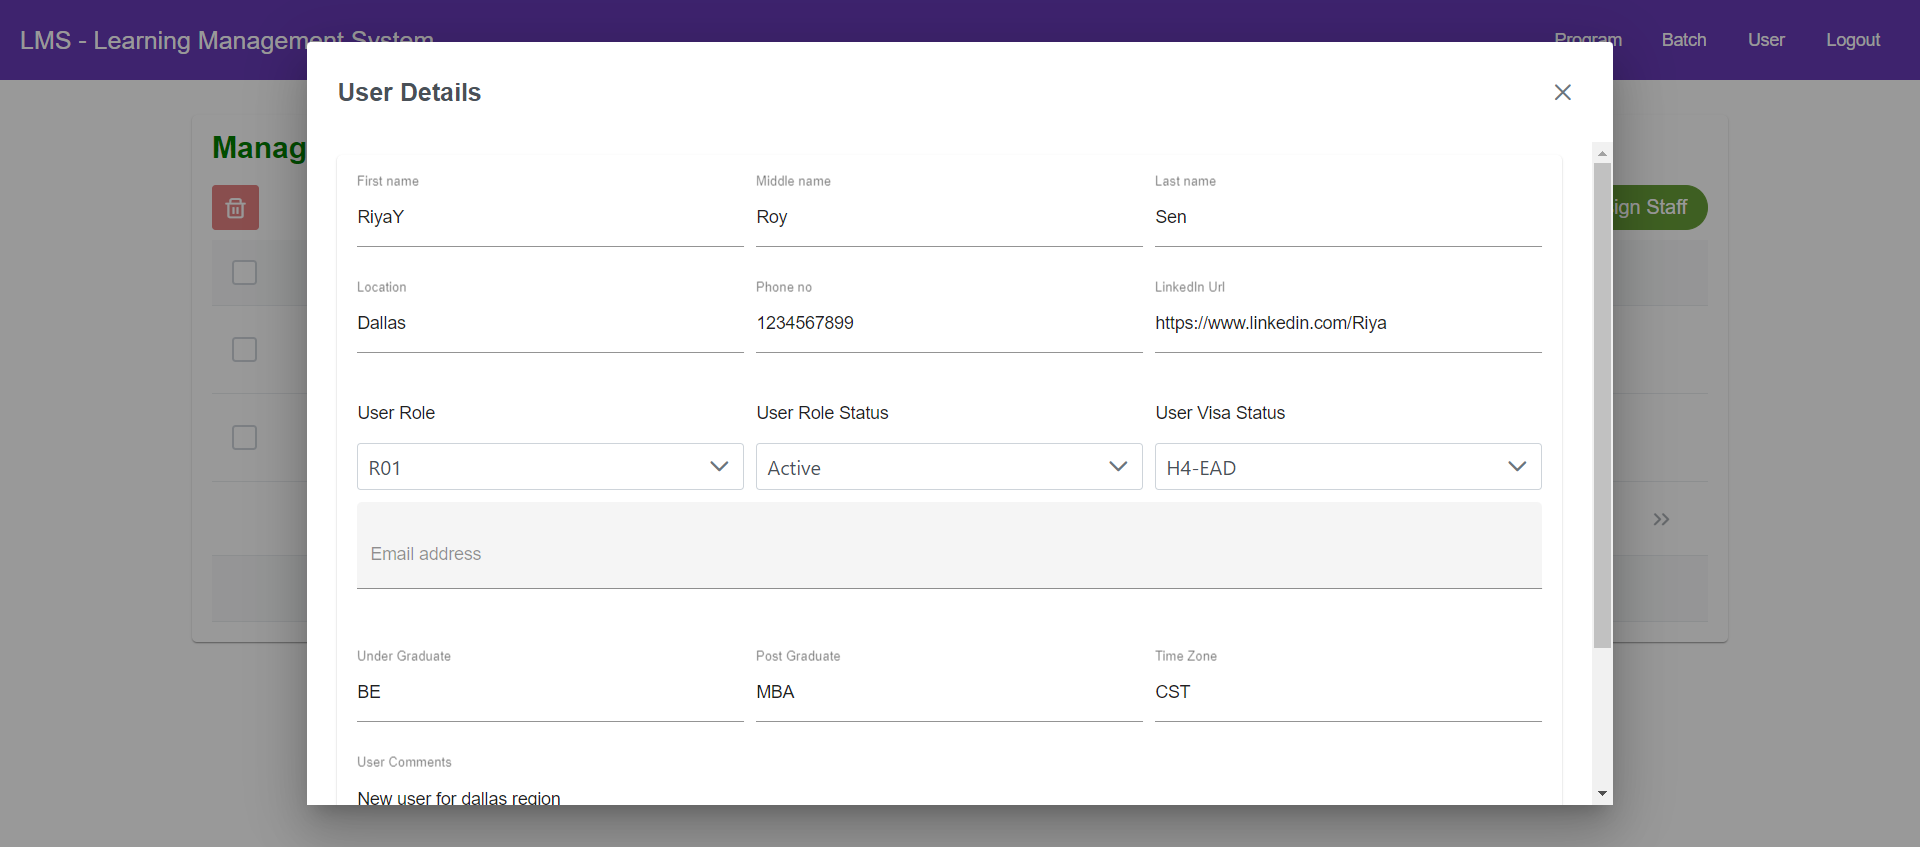 LMS - Learning Management System
Program Batch User Logout
User Details
Manag
ign Staff
First name Middle name Last name
RiyaY Roy Sen
Location Phone no LinkedIn Url
Dallas 1234567899 https://www.linkedin.com/Riya
User Role User Role Status User Visa Status
R01 Active H4-EAD
Email address
Under Graduate Post Graduate Time Zone
BE MBA CST
User Comments
New user for dallas region